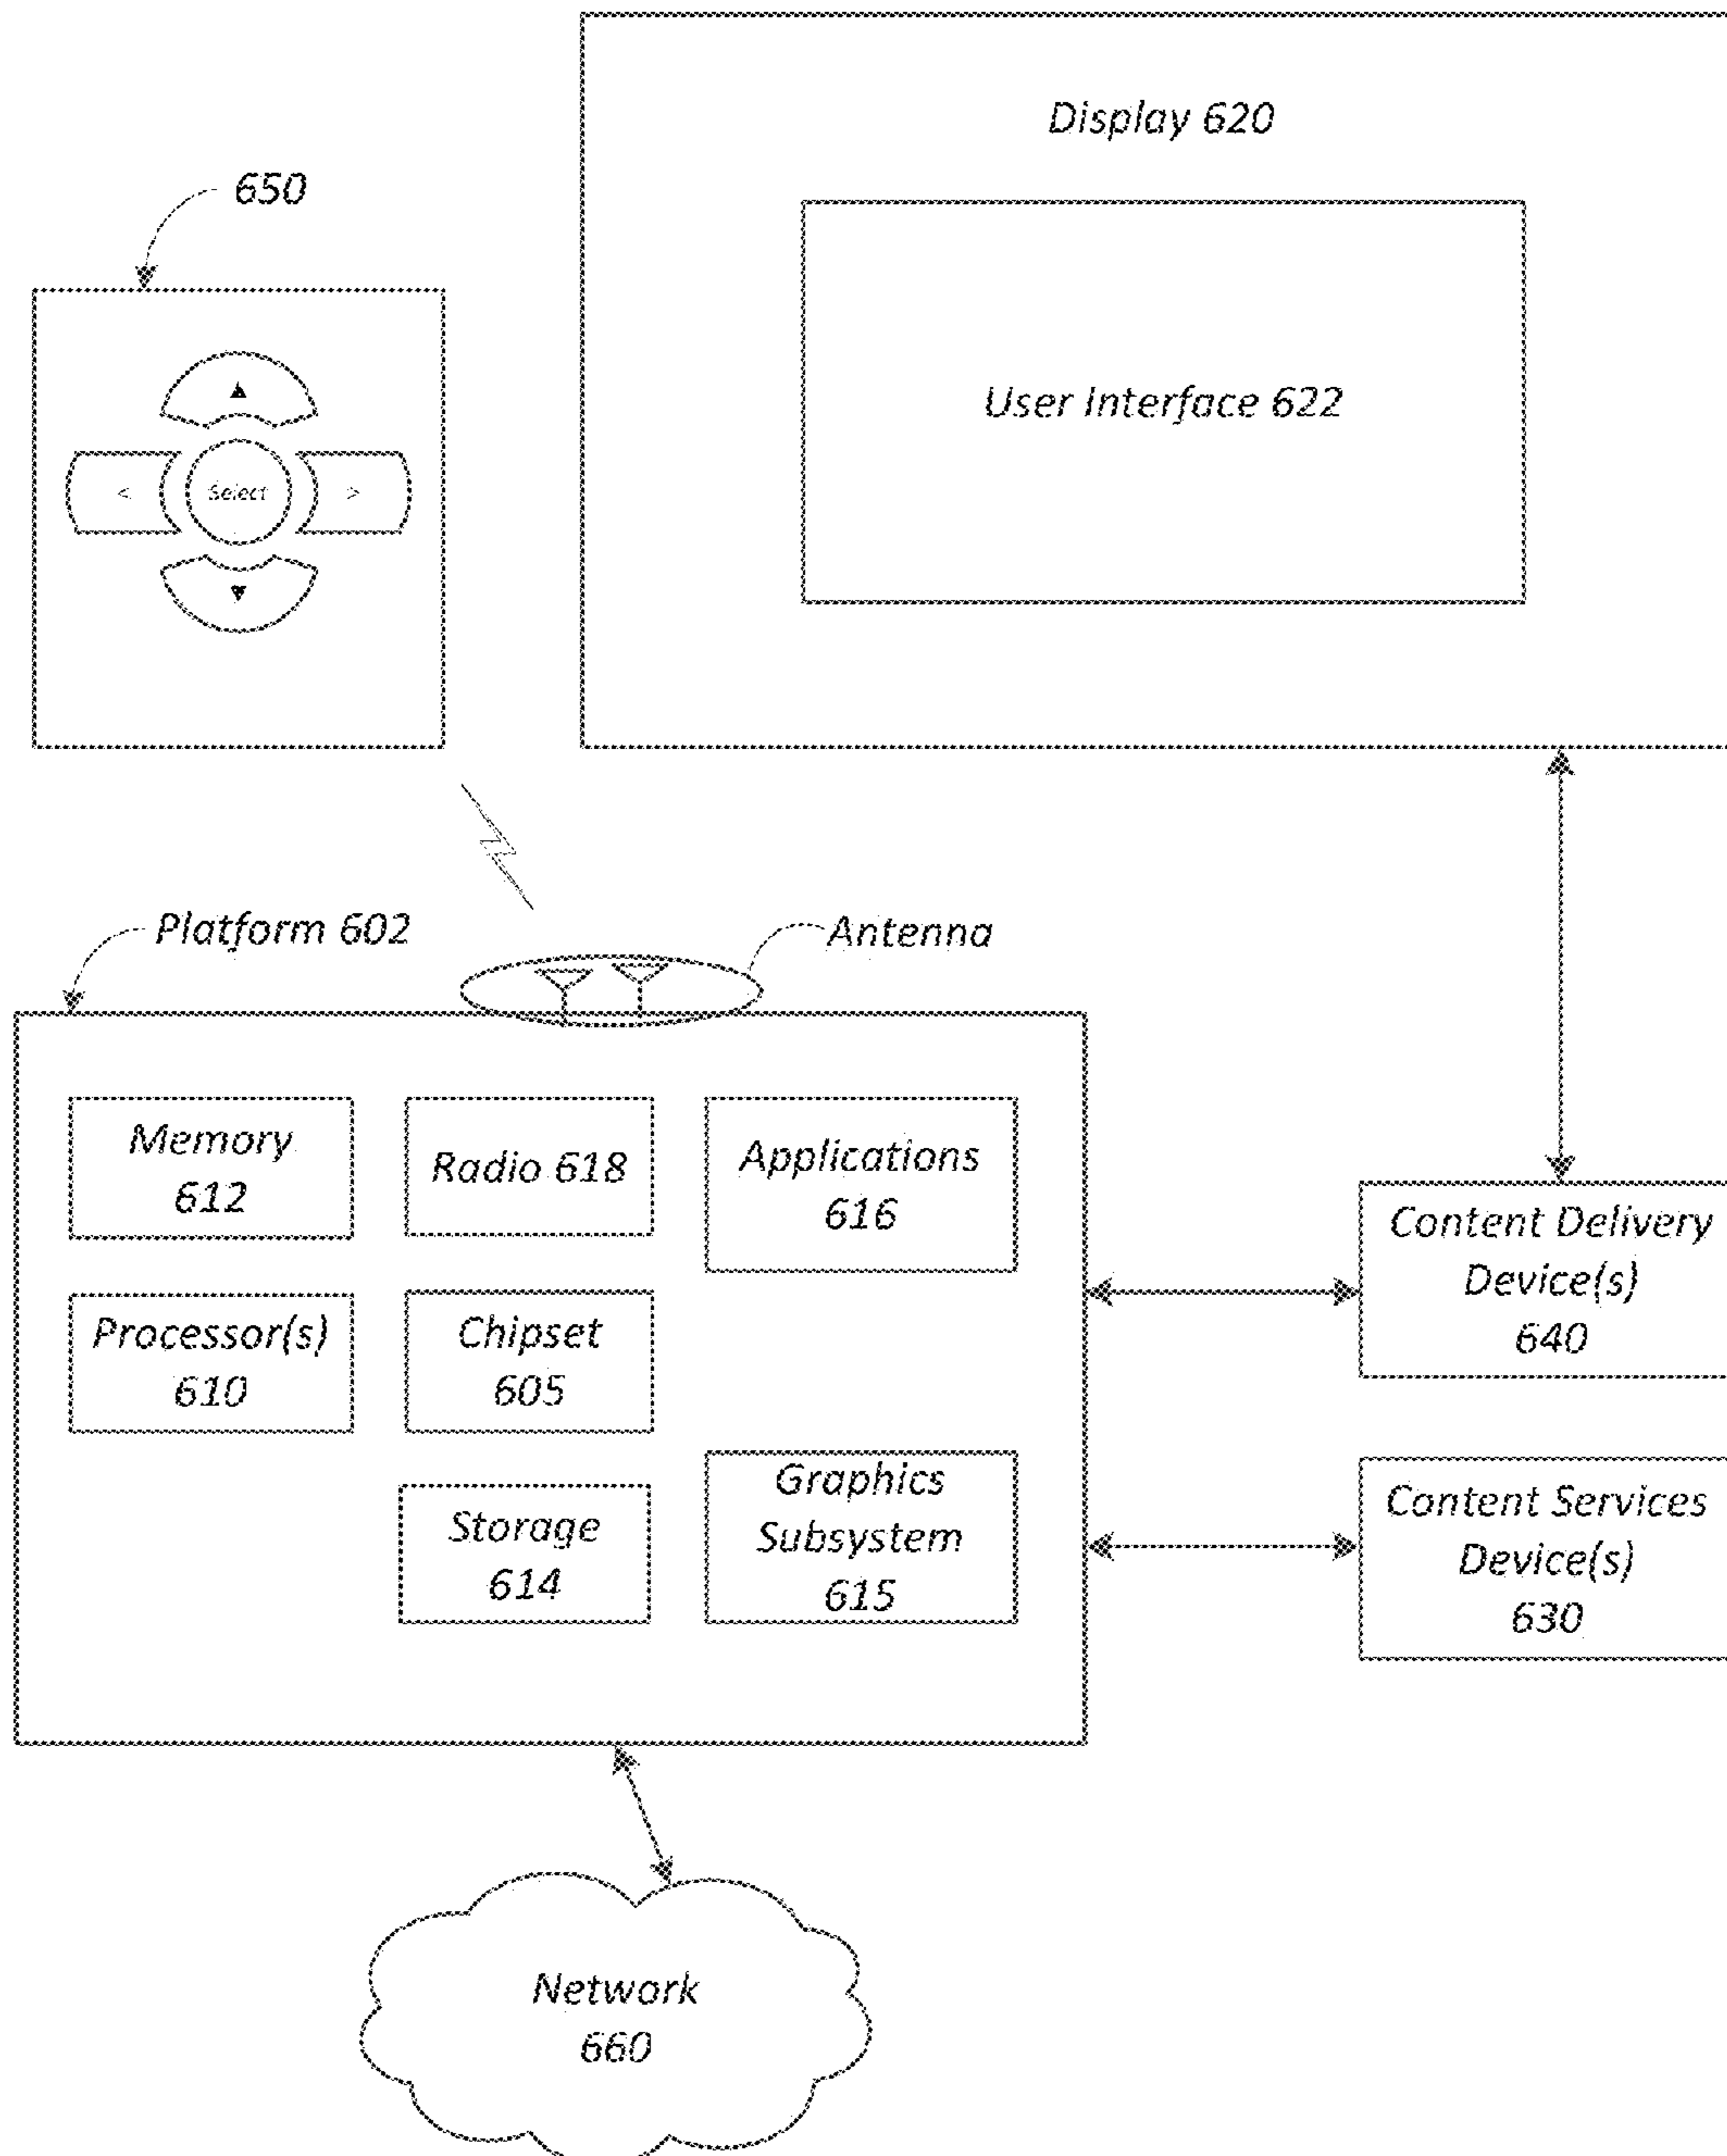 Display 620
650
User Interface 622
▲
< Select >
▼
Platform 602
Antenna
Memory
612
Radio 618
Applications
616
Processor(s)
610
Chipset
605
Content Delivery
Device(s)
640
Storage
614
Graphics
Subsystem
615
Content Services
Device(s)
630
Network
660